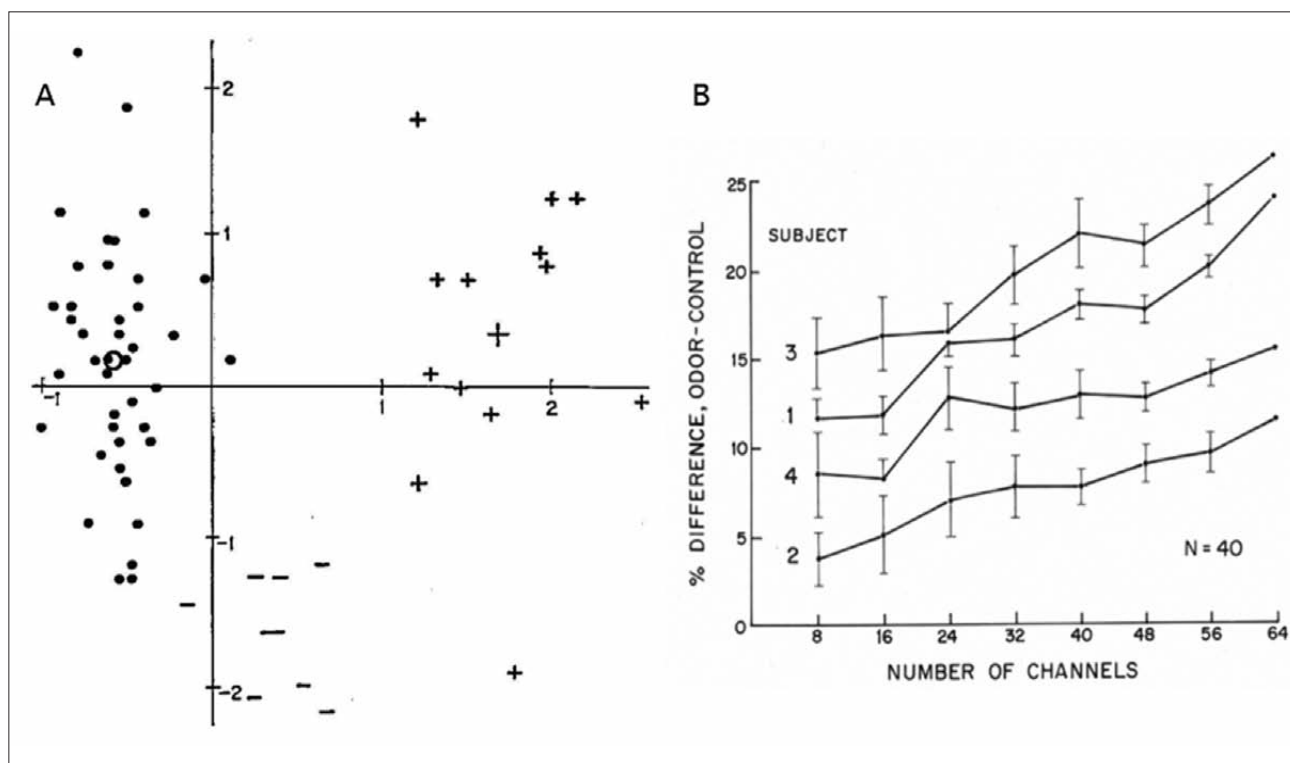 A
2
1
-1
1
2
-1
-2
B
% DIFFERENCE, ODOR-CONTROL
25
20
15
10
5
0
SUBJECT
3
1
4
2
N = 40
8 16 24 32 40 48 56 64
NUMBER OF CHANNELS